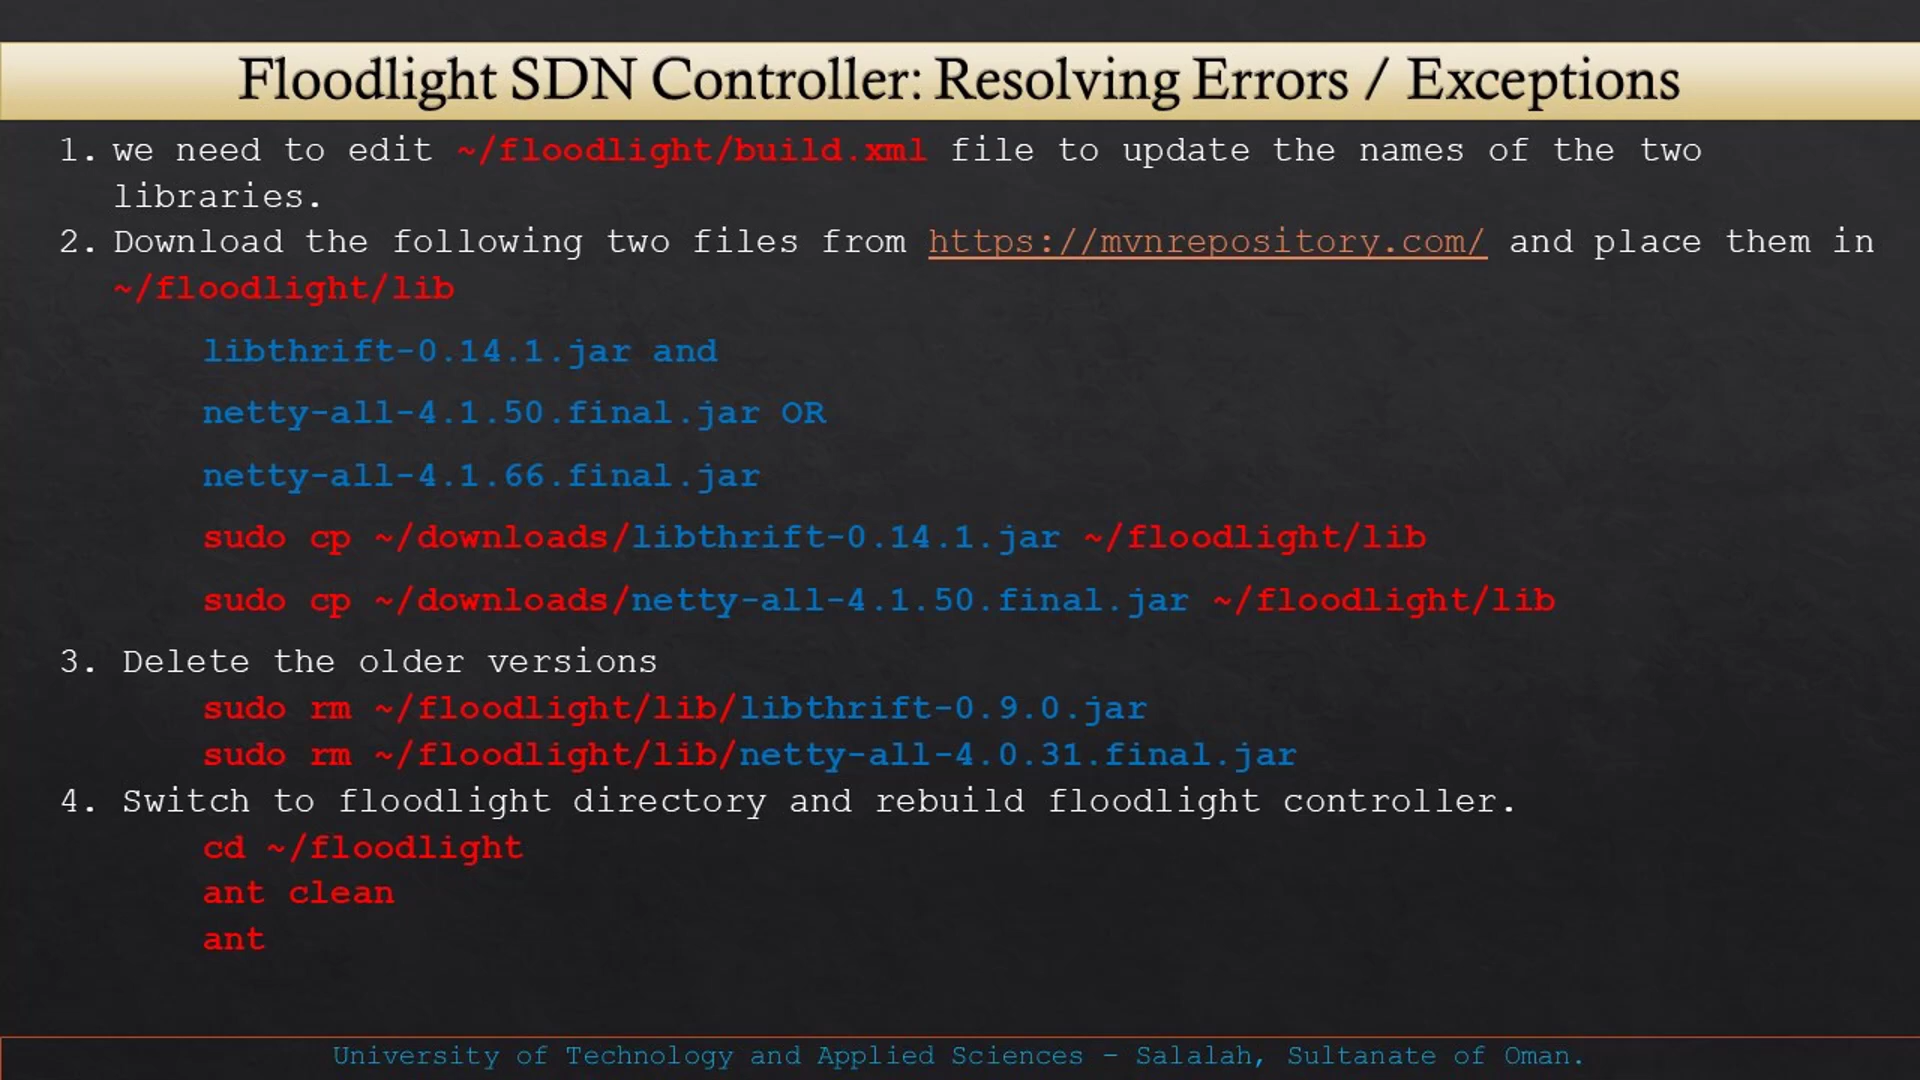 Floodlight SDN Controller: Resolving Errors / Exceptions
1. we need to edit ~/floodlight/build.xml file to update the names of the two
libraries.
2. Download the following two files from https://mvnrepository.com/ and place them in
~/floodlight/lib
libthrift-0.14.1.jar and
netty-all-4.1.50.final.jar OR
netty-all-4.1.66.final.jar
sudo cp ~/downloads/libthrift-0.14.1.jar ~/floodlight/lib
sudo cp ~/downloads/netty-all-4.1.50.final.jar ~/floodlight/lib
3. Delete the older versions
sudo rm ~/floodlight/lib/libthrift-0.9.0.jar
sudo rm ~/floodlight/lib/netty-all-4.0.31.final.jar
4. Switch to floodlight directory and rebuild floodlight controller.
cd ~/floodlight
ant clean
ant
University of Technology and Applied Sciences – Salalah, Sultanate of Oman.